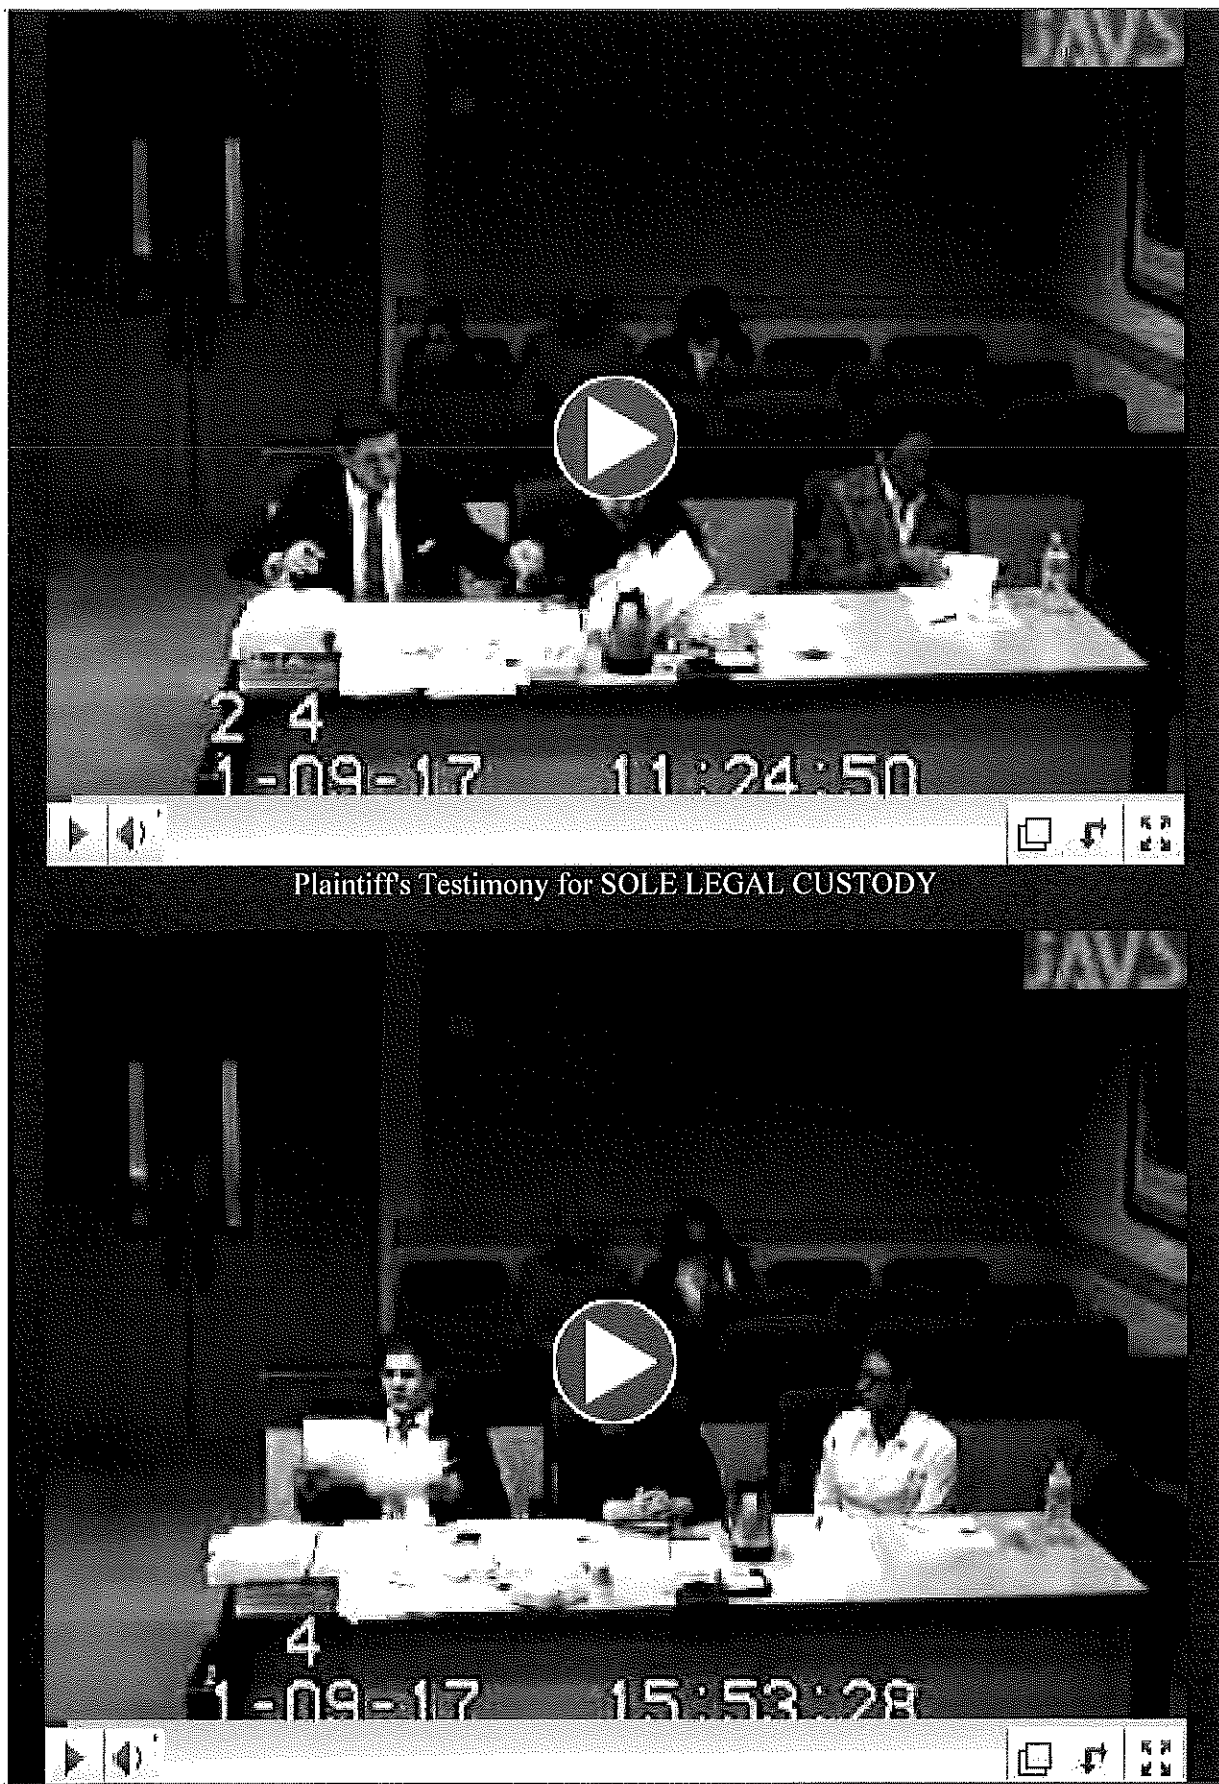 JAVS
2 4
1-09-17 11:24:50
Plaintiff's Testimony for SOLE LEGAL CUSTODY
JAVS
4
1-09-17 15:53:28